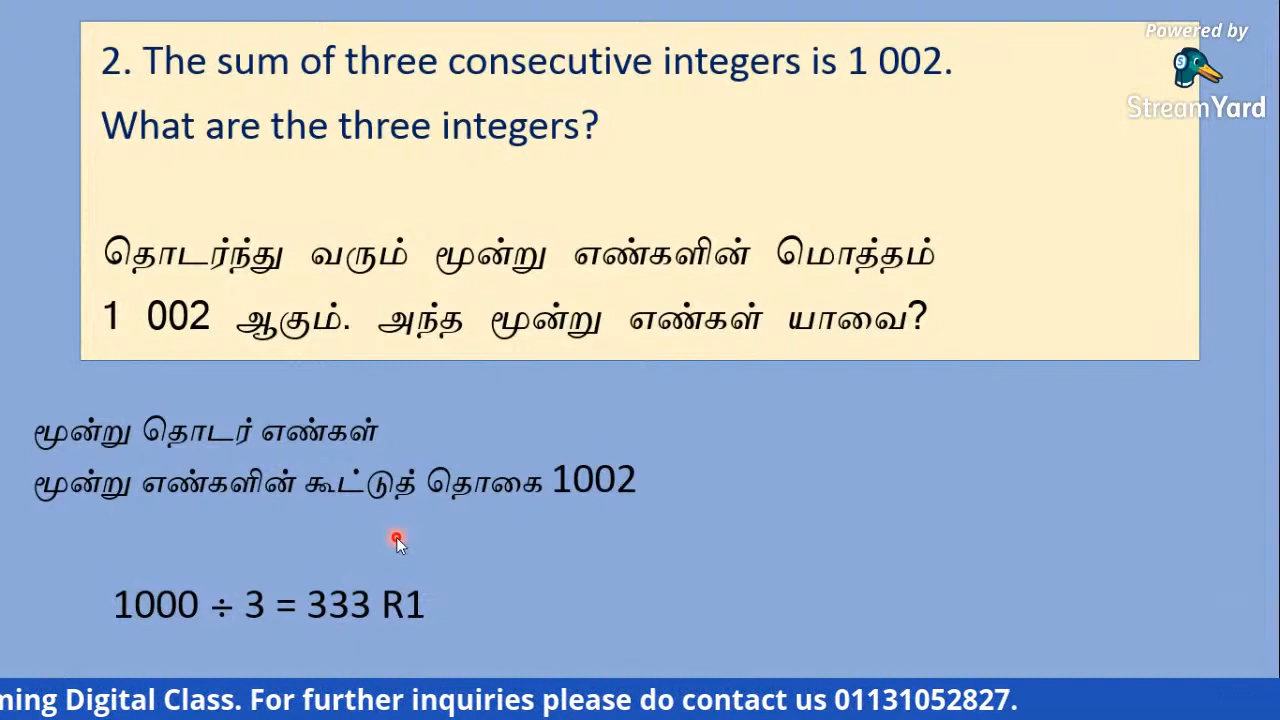 Powered by
StreamYard
2. The sum of three consecutive integers is 1 002.
What are the three integers?
தொடர்ந்து வரும் மூன்று எண்களின் மொத்தம்
1 002 ஆகும். அந்த மூன்று எண்கள் யாவை?
மூன்று தொடர் எண்கள்
மூன்று எண்களின் கூட்டுத் தொகை 1002
1000 ÷ 3 = 333 R1
ming Digital Class. For further inquiries please do contact us 01131052827.